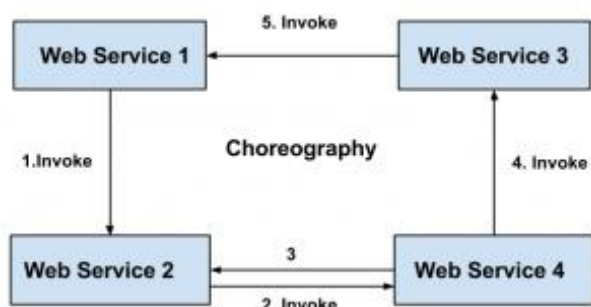 5. Invoke
Web Service 1
Web Service 3
1.Invoke
Choreography
4. Invoke
Web Service 2
3
Web Service 4
2. Invoke